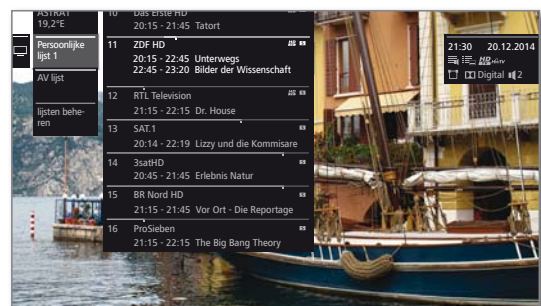 ASTRA1
19,2°E
Persoonlijke
lijst 1
AV lijst
lijsten behe-
ren
10 Das Erste HD
20:15 - 21:45 Tatort
11 ZDF HD
20:15 - 22:45 Unterwegs
22:45 - 23:20 Bilder der Wissenschaft
12 RTL Television
21:15 - 22:15 Dr. House
13 SAT.1
20:14 - 22:19 Lizzy und die Kommisare
14 3satHD
20:45 - 21:45 Erlebnis Natur
15 BR Nord HD
21:15 - 21:45 Vor Ort - Die Reportage
16 ProSieben
21:15 - 22:15 The Big Bang Theory
21:30 20.12.2014
Digital 2